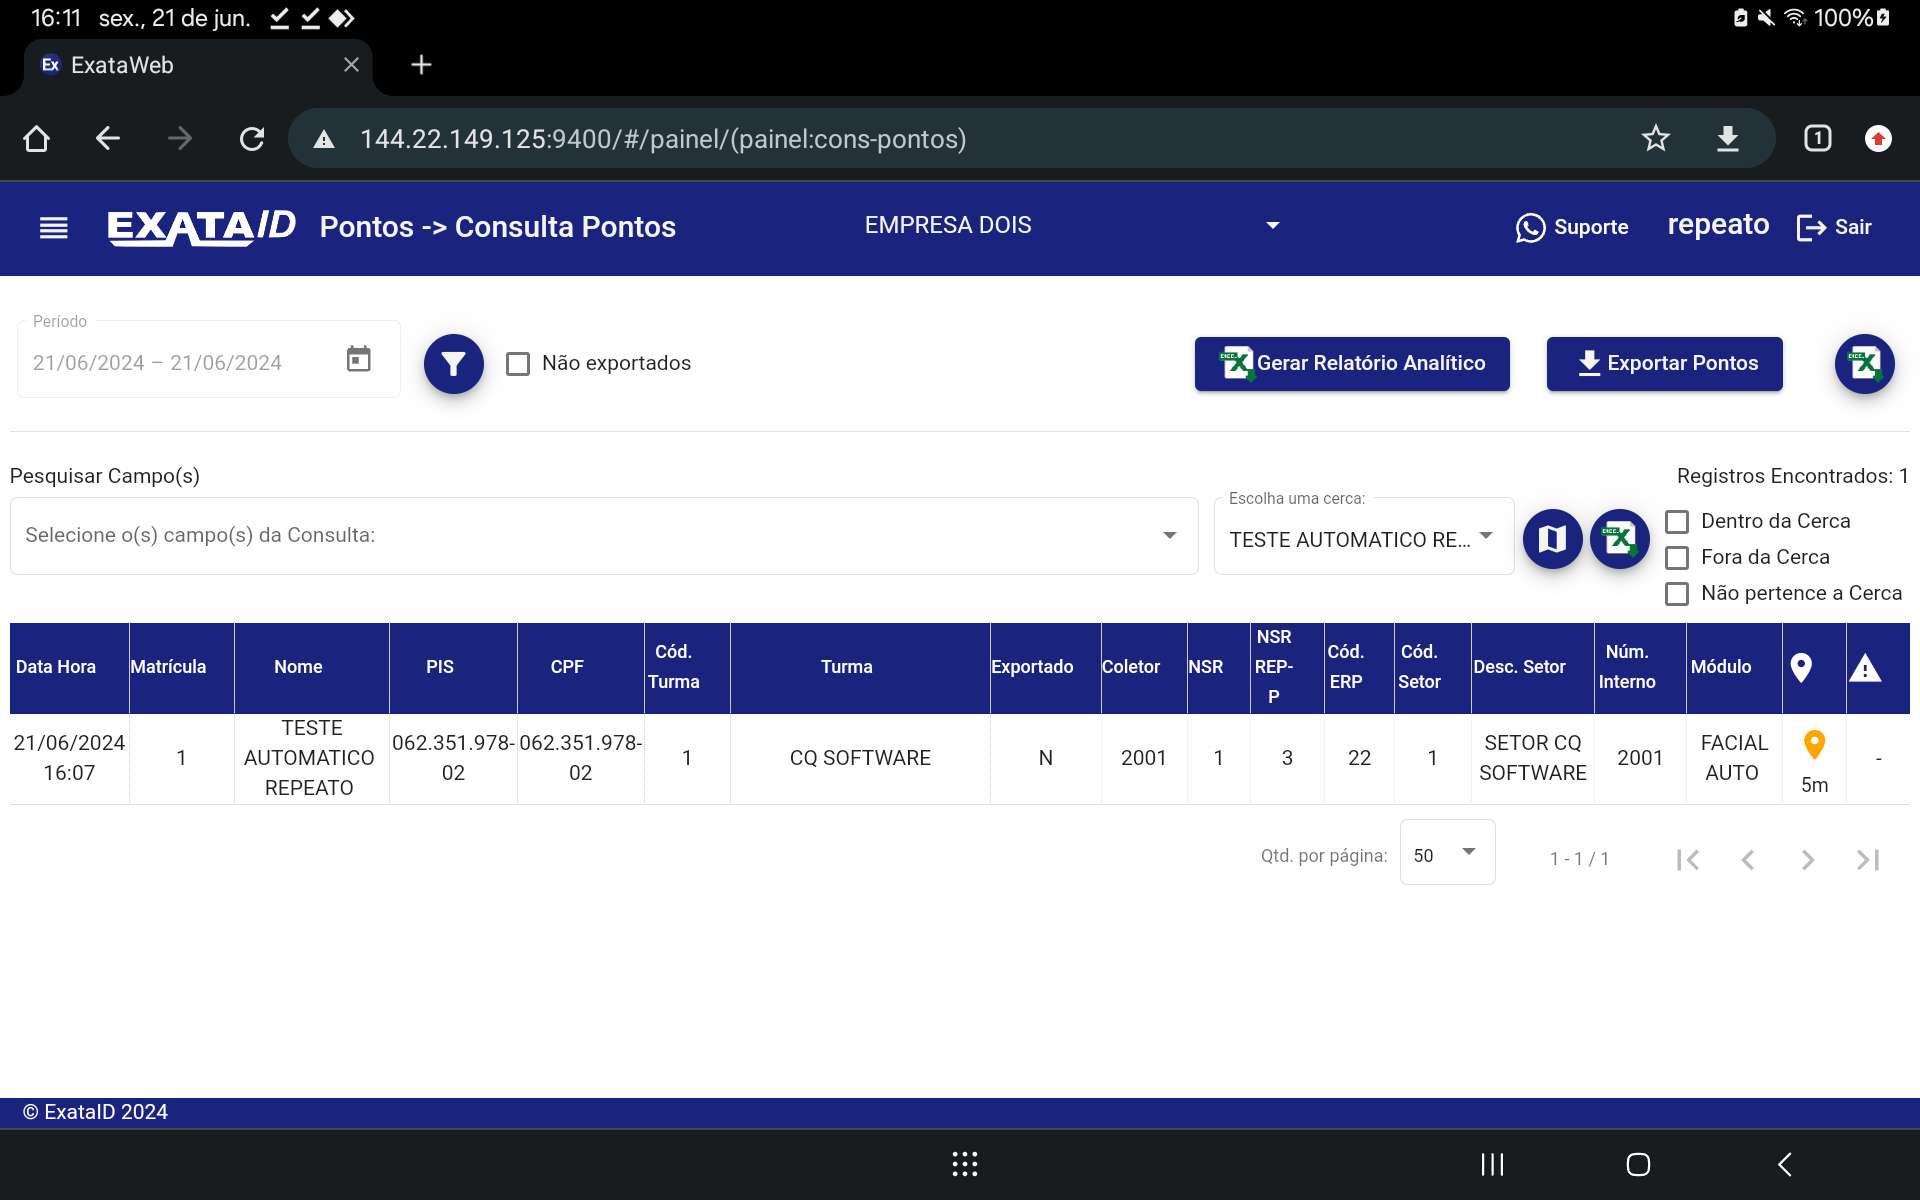 16:11 sex., 21 de jun.
100%
Ex ExataWeb
144.22.149.125:9400/#/painel/(painel:cons-pontos)
1
EXATAID Pontos -> Consulta Pontos EMPRESA DOIS Suporte repeato Sair
Período
21/06/2024 – 21/06/2024
Não exportados
Gerar Relatório Analítico
Exportar Pontos
Pesquisar Campo(s)
Registros Encontrados: 1
Selecione o(s) campo(s) da Consulta:
Escolha uma cerca:
TESTE AUTOMATICO RE...
Dentro da Cerca
Fora da Cerca
Não pertence a Cerca
Data Hora
Matrícula
Nome
PIS
CPF
Cód.
Turma
Turma
Exportado
Coletor
NSR
NSR
REP-
P
Cód.
ERP
Cód.
Setor
Desc. Setor
Núm.
Interno
Módulo
21/06/2024
16:07
1
TESTE
AUTOMATICO
REPEATO
062.351.978-
02
062.351.978-
02
1
CQ SOFTWARE
N
2001
1
3
22
1
SETOR CQ
SOFTWARE
2001
FACIAL
AUTO
5m
-
Qtd. por página: 50 1 - 1 / 1
© ExataID 2024